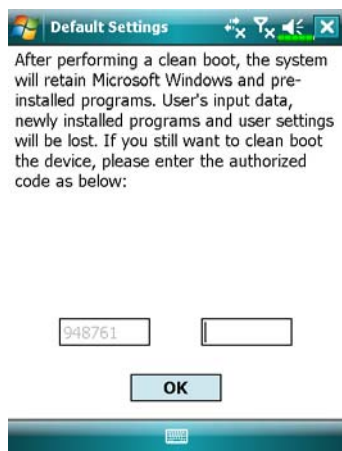 Default Settings
After performing a clean boot, the system
will retain Microsoft Windows and pre-
installed programs. User's input data,
newly installed programs and user settings
will be lost. If you still want to clean boot
the device, please enter the authorized
code as below:
948761
OK